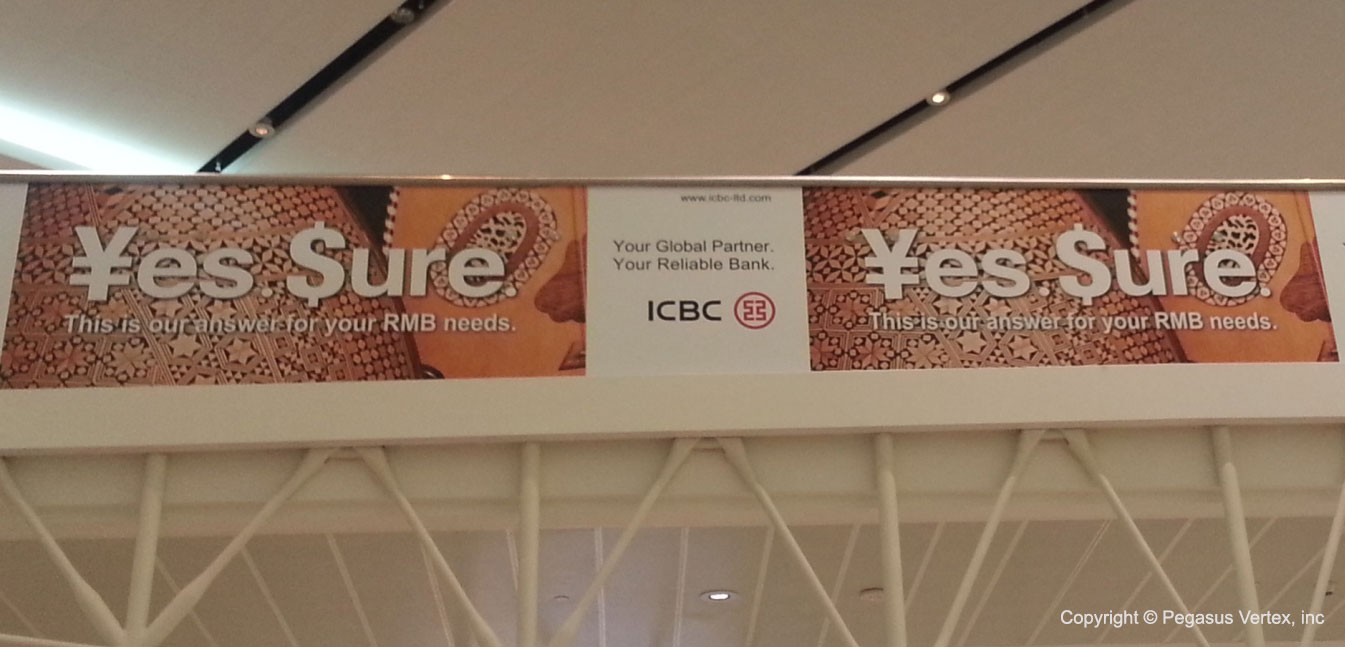 ¥es. $ure.
This is our answer for your RMB needs.
www.icbc-ltd.com
Your Global Partner.
Your Reliable Bank.
ICBC
¥es. $ure.
This is our answer for your RMB needs.
Copyright © Pegasus Vertex, inc